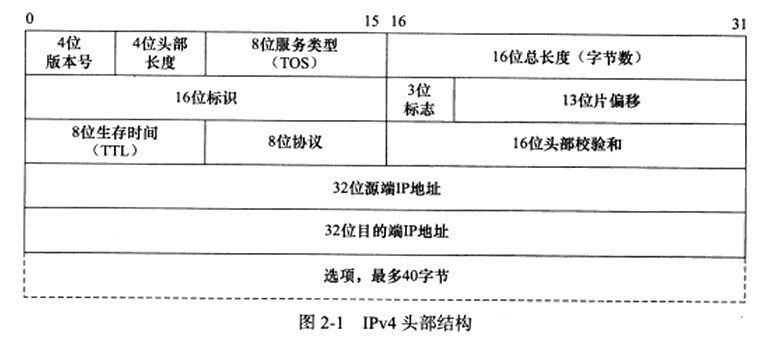 0 15 16 31
4位
版本号
4位头部
长度
8位服务类型
（TOS）
16位总长度（字节数）
16位标识
3位
标志
13位片偏移
8位生存时间
（TTL）
8位协议
16位头部校验和
32位源端IP地址
32位目的端IP地址
选项，最多40字节
图 2-1 IPv4 头部结构